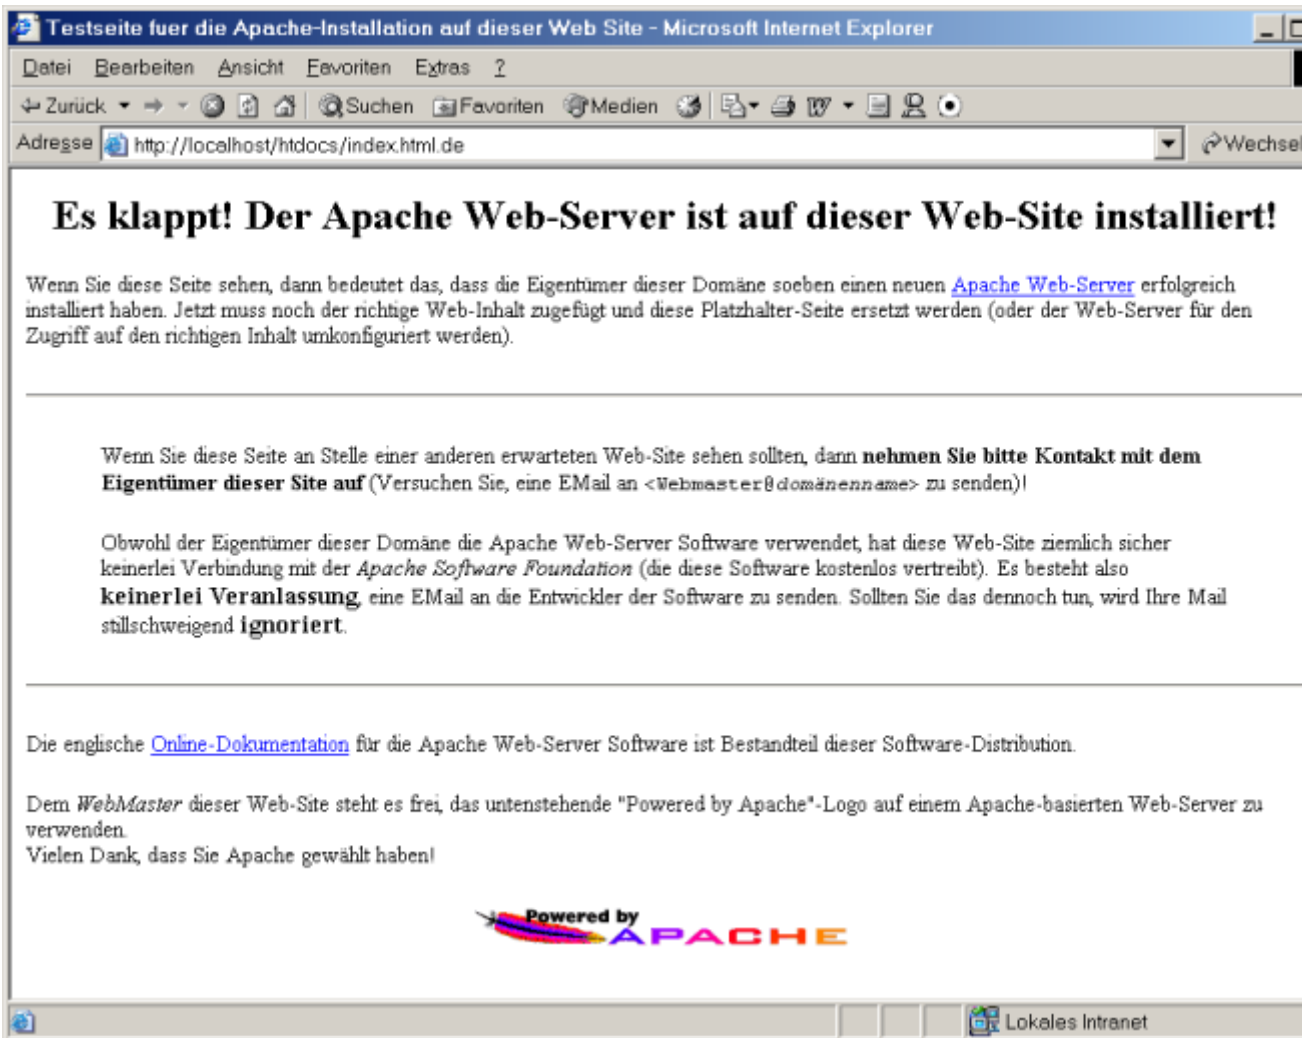 Testseite fuer die Apache-Installation auf dieser Web Site - Microsoft Internet Explorer
Datei Bearbeiten Ansicht Favoriten Extras ?
Zurück Suchen Favoriten Medien
Adresse http://localhost/htdocs/index.html.de
Es klappt! Der Apache Web-Server ist auf dieser Web-Site installiert!
Wenn Sie diese Seite sehen, dann bedeutet das, dass die Eigentümer dieser Domäne soeben einen neuen Apache Web-Server erfolgreich
installiert haben. Jetzt muss noch der richtige Web-Inhalt zugefügt und diese Platzhalter-Seite ersetzt werden (oder der Web-Server für den
Zugriff auf den richtigen Inhalt umkonfiguriert werden).
Wenn Sie diese Seite an Stelle einer anderen erwarteten Web-Site sehen sollten, dann nehmen Sie bitte Kontakt mit dem
Eigentümer dieser Site auf (Versuchen Sie, eine EMail an <Webmaster@domänenname> zu senden)!
Obwohl der Eigentümer dieser Domäne die Apache Web-Server Software verwendet, hat diese Web-Site ziemlich sicher
keinerlei Verbindung mit der Apache Software Foundation (die diese Software kostenlos vertreibt). Es besteht also
keinerlei Veranlassung, eine EMail an die Entwickler der Software zu senden. Sollten Sie das dennoch tun, wird Ihre Mail
stillschweigend ignoriert.
Die englische Online-Dokumentation für die Apache Web-Server Software ist Bestandteil dieser Software-Distribution.
Dem WebMaster dieser Web-Site steht es frei, das untenstehende "Powered by Apache"-Logo auf einem Apache-basierten Web-Server zu
verwenden.
Vielen Dank, dass Sie Apache gewählt haben!
Powered by
APACHE
Lokales Intranet